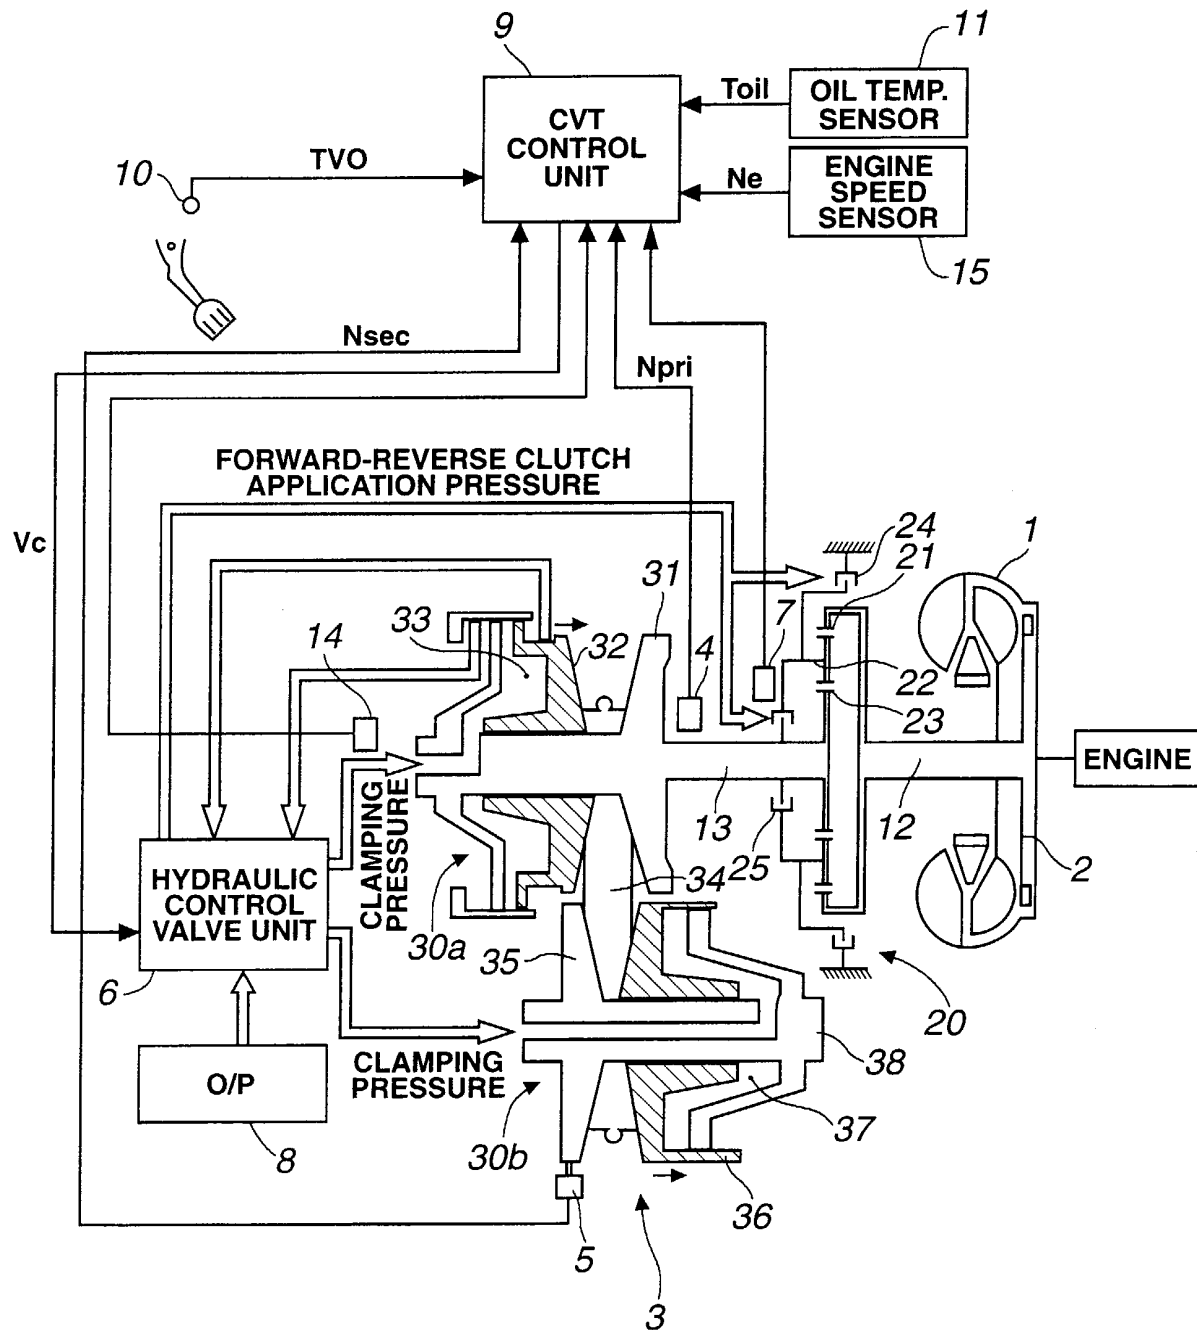 9
11
CVT
CONTROL
UNIT
Toil
OIL TEMP.
SENSOR
10
TVO
Ne
ENGINE
SPEED
SENSOR
15
Nsec
Npri
FORWARD-REVERSE CLUTCH
APPLICATION PRESSURE
Vc
24
21
1
31
7
33
32
4
14
22
23
ENGINE
CLAMPING
PRESSURE
13
12
25
2
34
HYDRAULIC
CONTROL
VALVE UNIT
30a
35
6
20
38
CLAMPING
PRESSURE
O/P
37
8
30b
36
5
3